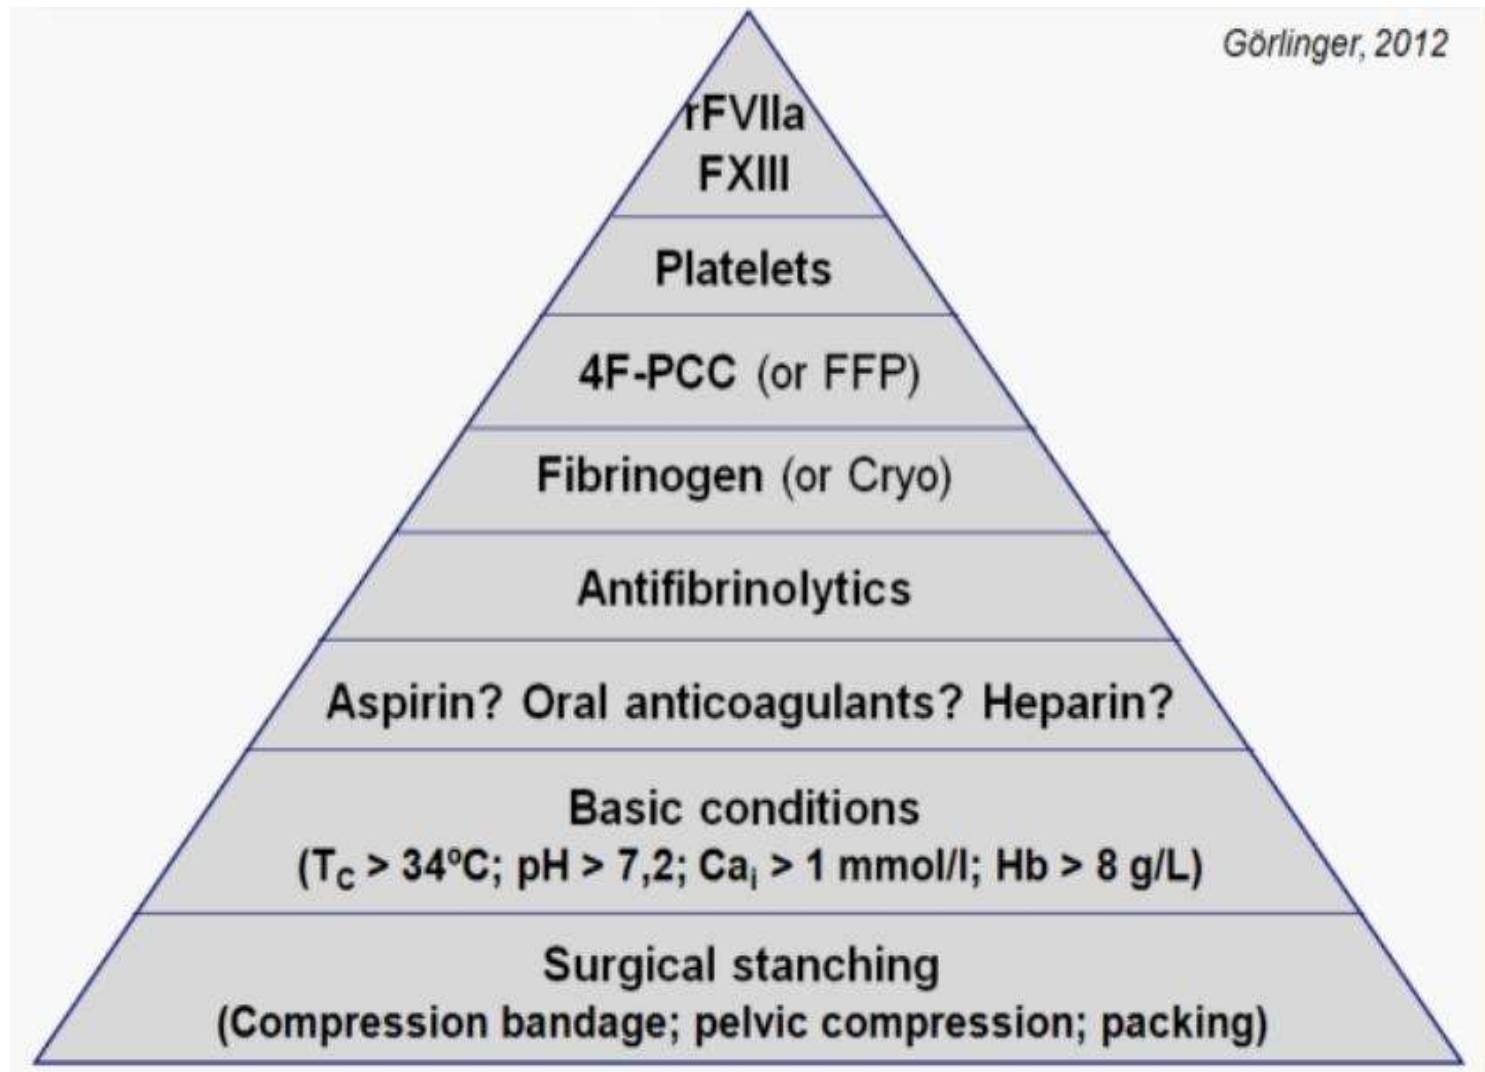 Görlinger, 2012
rFVIIa
FXIII
Platelets
4F-PCC (or FFP)
Fibrinogen (or Cryo)
Antifibrinolytics
Aspirin? Oral anticoagulants? Heparin?
Basic conditions
(Tc > 34ºC; pH > 7,2; Cai > 1 mmol/l; Hb > 8 g/L)
Surgical stanching
(Compression bandage; pelvic compression; packing)